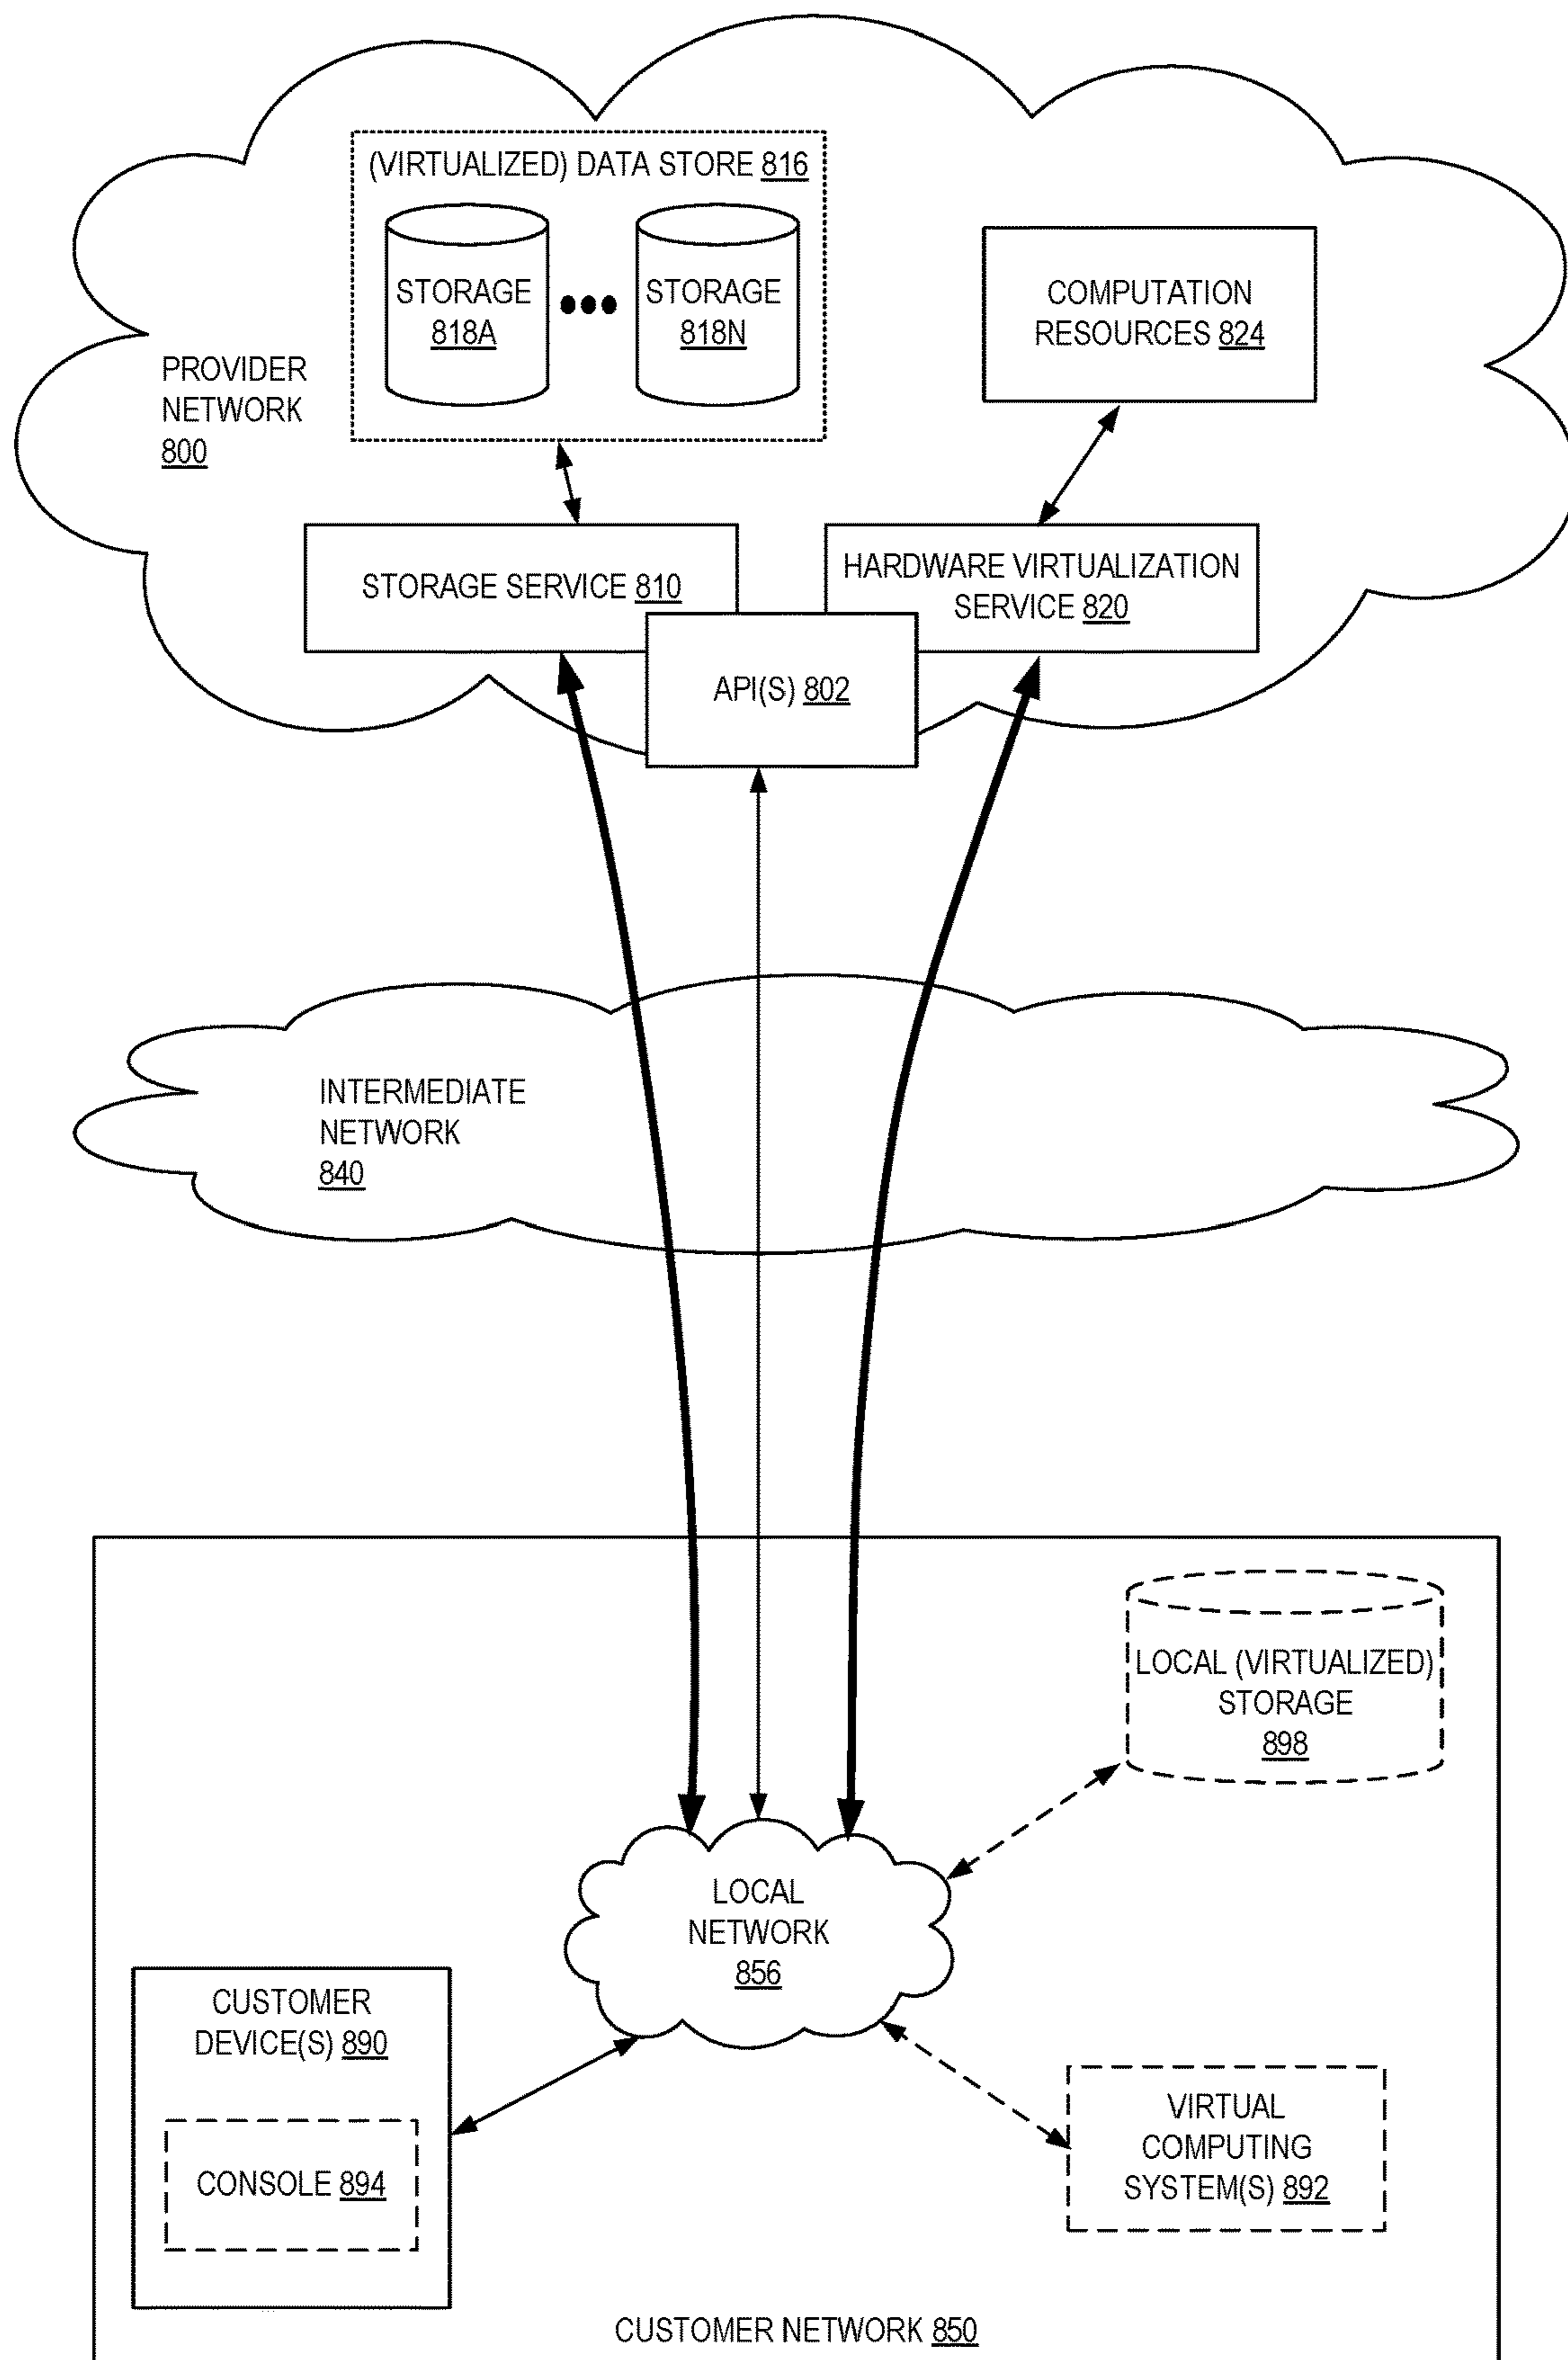 (VIRTUALIZED) DATA STORE 816
STORAGE
818A
STORAGE
818N
COMPUTATION
RESOURCES 824
PROVIDER
NETWORK
800
STORAGE SERVICE 810
HARDWARE VIRTUALIZATION
SERVICE 820
API(S) 802
INTERMEDIATE
NETWORK
840
LOCAL (VIRTUALIZED)
STORAGE
898
LOCAL
NETWORK
856
CUSTOMER
DEVICE(S) 890
CONSOLE 894
VIRTUAL
COMPUTING
SYSTEM(S) 892
CUSTOMER NETWORK 850